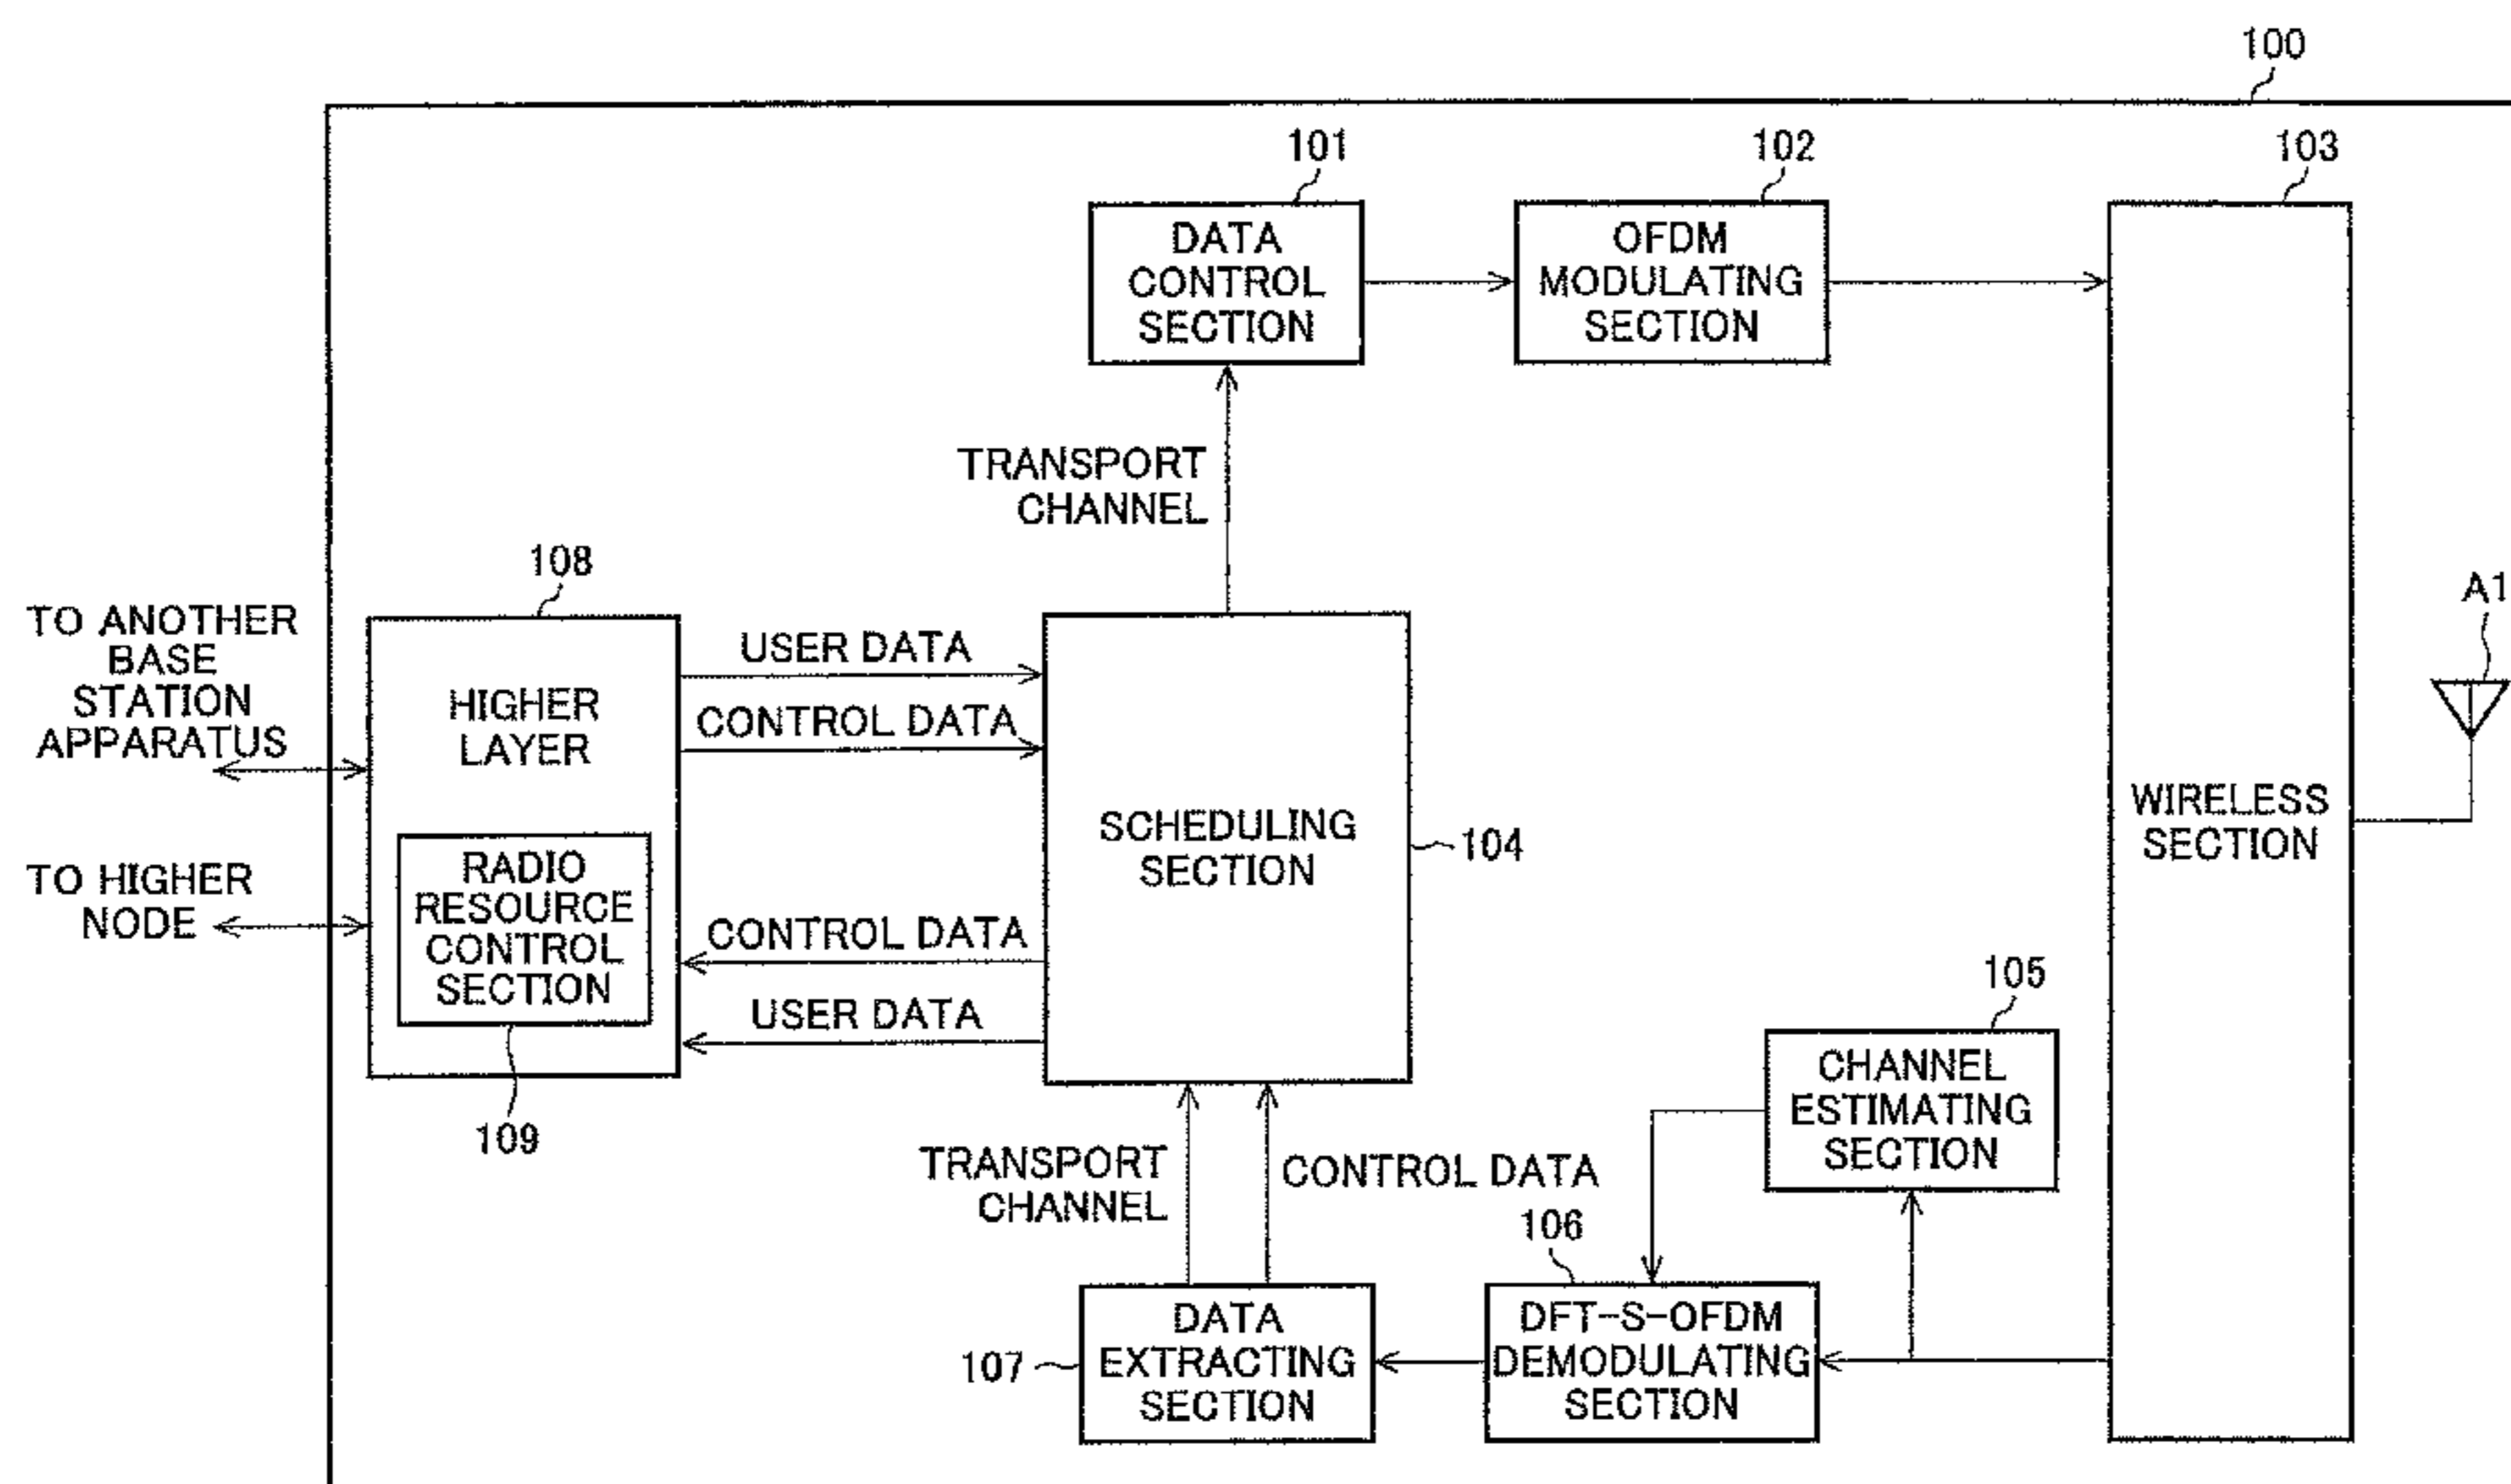 100
101
102
103
DATA
CONTROL
SECTION
OFDM
MODULATING
SECTION
TRANSPORT
CHANNEL
108
TO ANOTHER
BASE
STATION
APPARATUS
HIGHER
LAYER
USER DATA
CONTROL DATA
A1
SCHEDULING
SECTION
104
WIRELESS
SECTION
TO HIGHER
NODE
RADIO
RESOURCE
CONTROL
SECTION
CONTROL DATA
USER DATA
109
105
CHANNEL
ESTIMATING
SECTION
TRANSPORT
CHANNEL
CONTROL DATA
106
107
DATA
EXTRACTING
SECTION
DFT-S-OFDM
DEMODULATING
SECTION